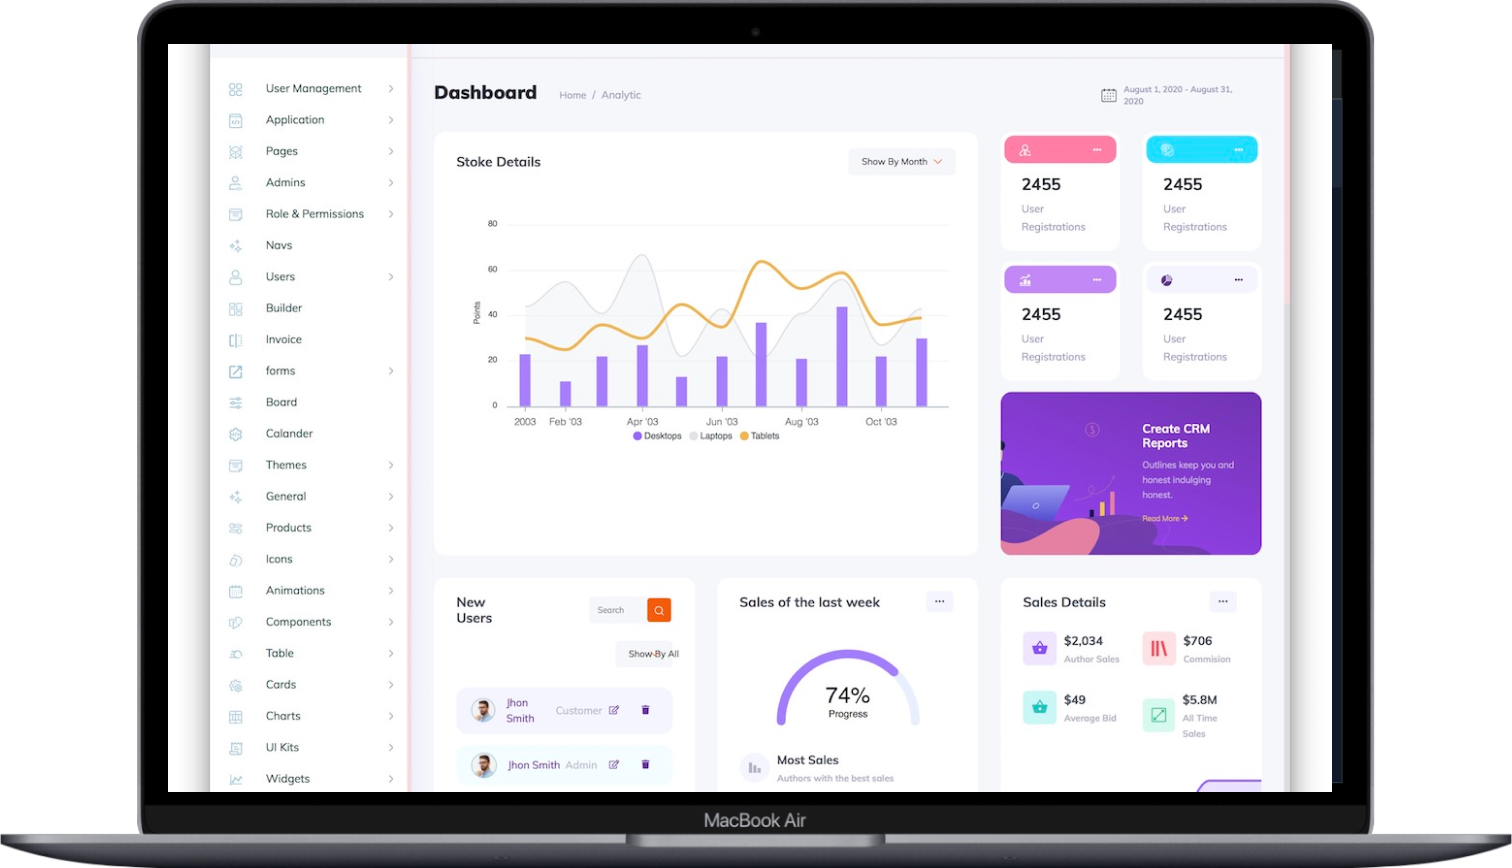 User Management
Application
Pages
Admins
Role & Permissions
Navs
Users
Builder
Invoice
forms
Board
Calander
Themes
General
Products
Icons
Animations
Components
Table
Cards
Charts
UI Kits
Widgets
Dashboard
Home / Analytic
August 1, 2020 - August 31,
2020
Stoke Details
Show By Month
80
60
40
20
0
Points
2003 Feb '03 Apr '03 Jun '03 Aug '03 Oct '03
Desktops Laptops Tablets
2455
User
Registrations
2455
User
Registrations
2455
User
Registrations
2455
User
Registrations
Create CRM
Reports
Outlines keep you and
honest indulging
honest.
Read More
New
Users
Search
Show By All
Jhon
Smith
Customer
Jhon Smith Admin
Sales of the last week
74%
Progress
Most Sales
Authors with the best sales
Sales Details
$2,034
Author Sales
$706
Commision
$49
Average Bid
$5.8M
All Time
Sales
MacBook Air